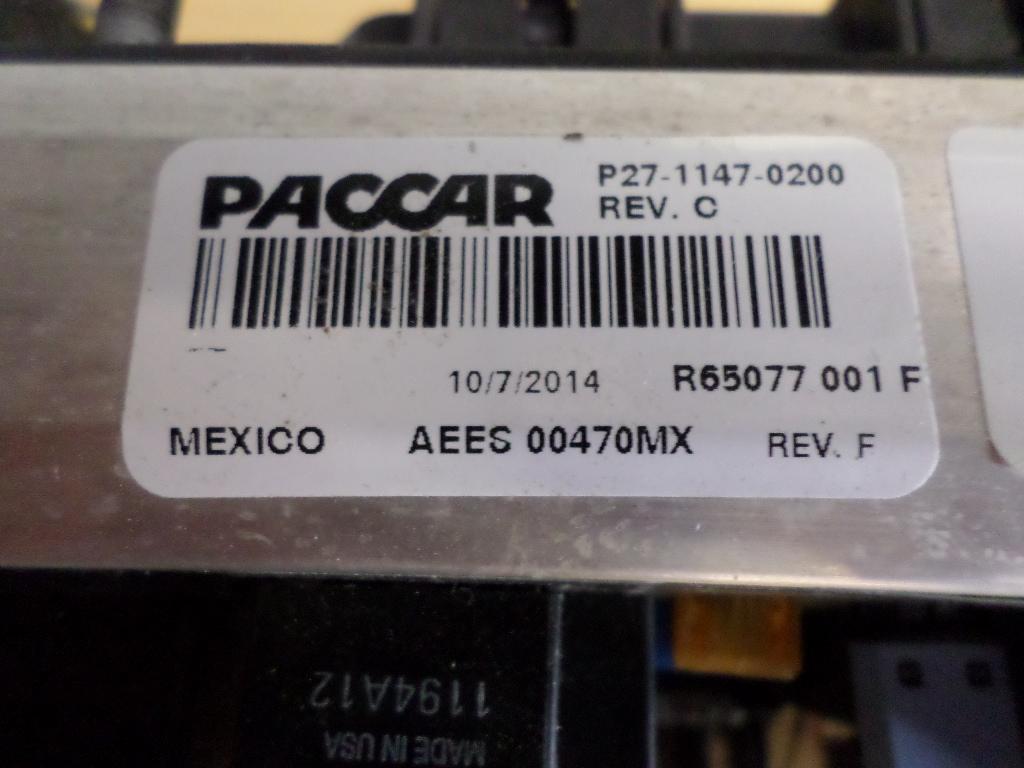 PACCAR
P27-1147-0200
REV. C
10/7/2014 R65077 001 F
MEXICO AEES 00470MX REV. F
1194A12
MADE IN USA